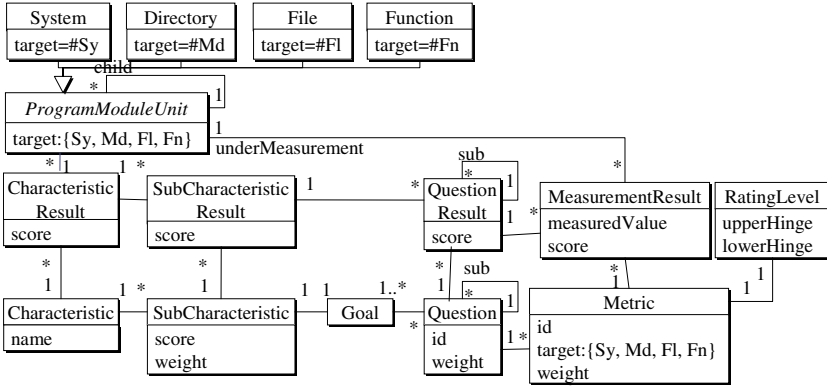 System
Directory
File
Function
target=#Sy
target=#Md
target=#Fl
target=#Fn
child
*
1
ProgramModuleUnit
target:{Sy, Md, Fl, Fn}
1
underMeasurement
*
1
1
*
*
Characteristic
Result
score
SubCharacteristic
Result
score
1
*
sub
*
1
Question
Result
score
1
*
MeasurementResult
measuredValue
score
RatingLevel
upperHinge
lowerHinge
*
1
*
1
*
1
sub
*
1
*
1
1
1
Characteristic
name
1
*
SubCharacteristic
score
weight
1
1
Goal
1..*
*
Question
id
weight
1
*
Metric
id
target:{Sy, Md, Fl, Fn}
weight